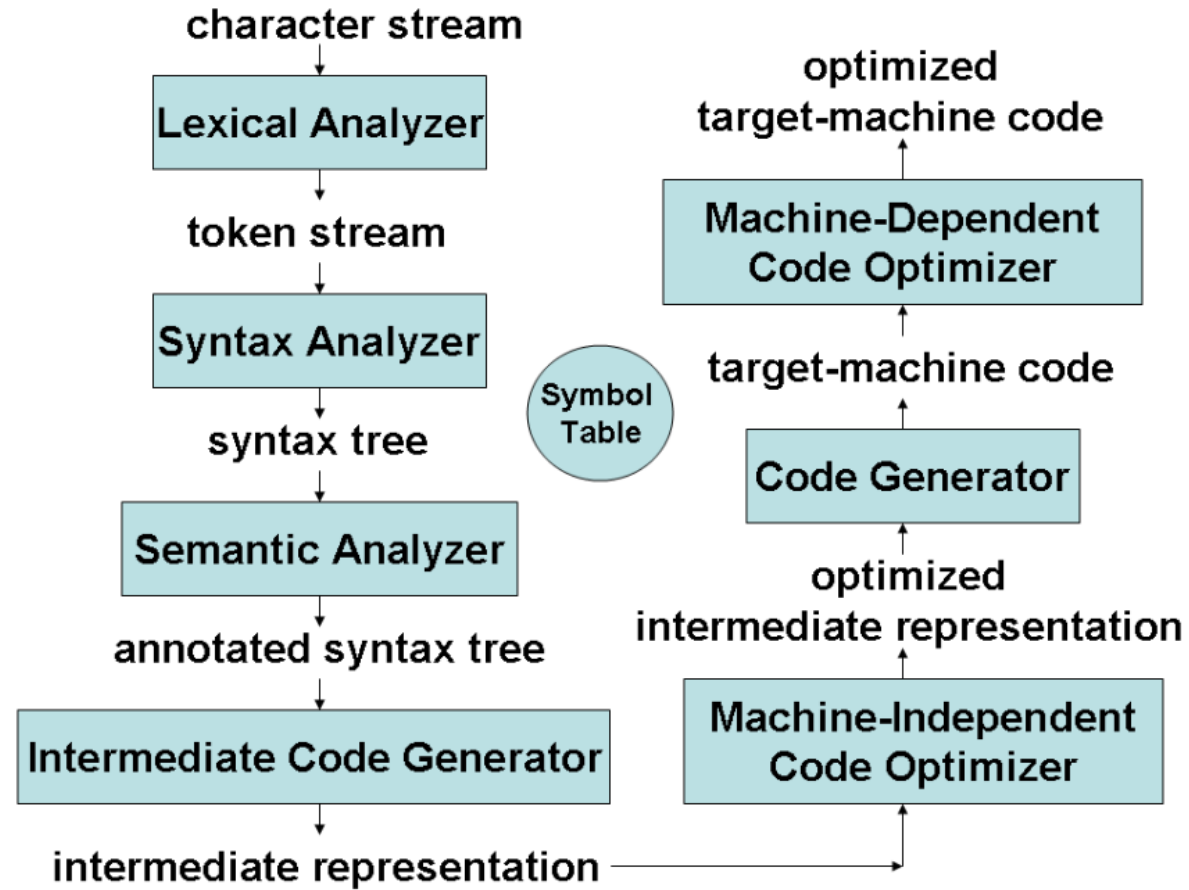 character stream
Lexical Analyzer
token stream
Syntax Analyzer
syntax tree
Semantic Analyzer
annotated syntax tree
Intermediate Code Generator
intermediate representation
Symbol
Table
optimized
target-machine code
Machine-Dependent
Code Optimizer
target-machine code
Code Generator
optimized
intermediate representation
Machine-Independent
Code Optimizer